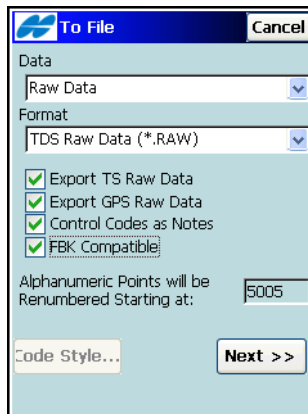 To File Cancel
Data
Raw Data
Format
TDS Raw Data (*.RAW)
Export TS Raw Data
Export GPS Raw Data
Control Codes as Notes
FBK Compatible
Alphanumeric Points will be
Renumbered Starting at: 5005
Code Style... Next >>